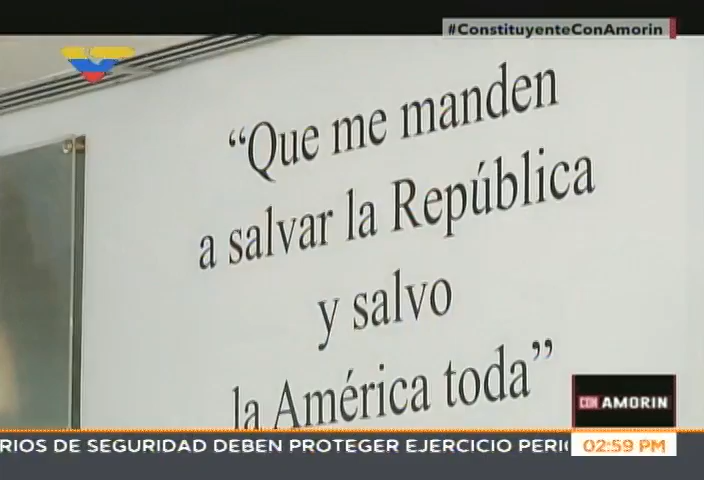 #ConstituyenteConAmorin
“Que me manden
a salvar la República
y salvo
la América toda”
CON AMORIN
RIOS DE SEGURIDAD DEBEN PROTEGER EJERCICIO PERI
02:59 PM